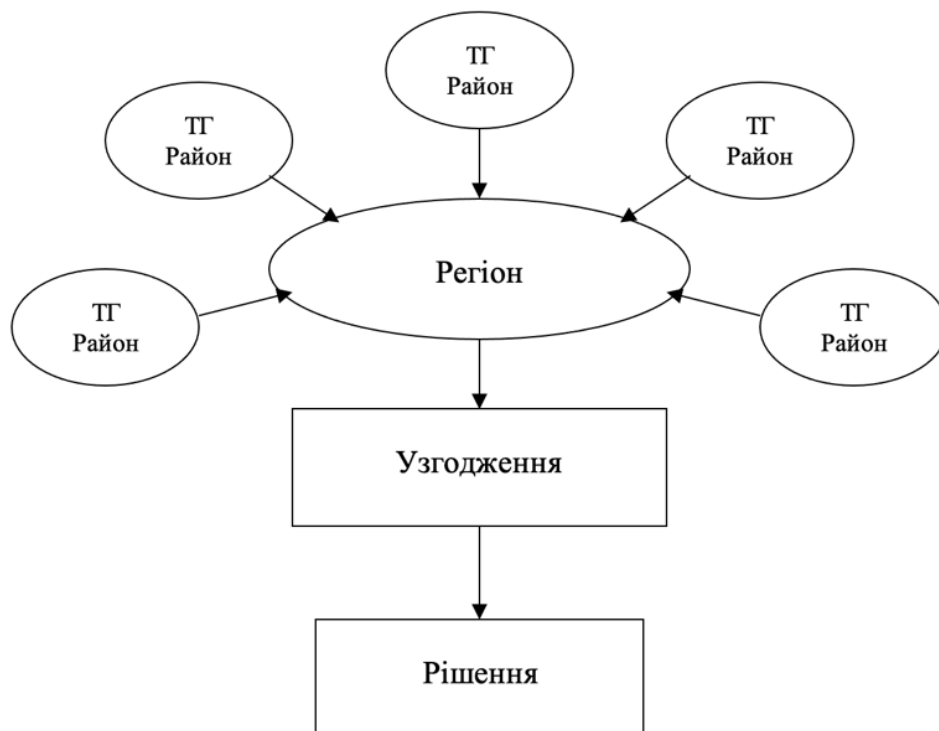 ТГ
Район
ТГ
Район
ТГ
Район
Регіон
ТГ
Район
ТГ
Район
Узгодження
Рішення